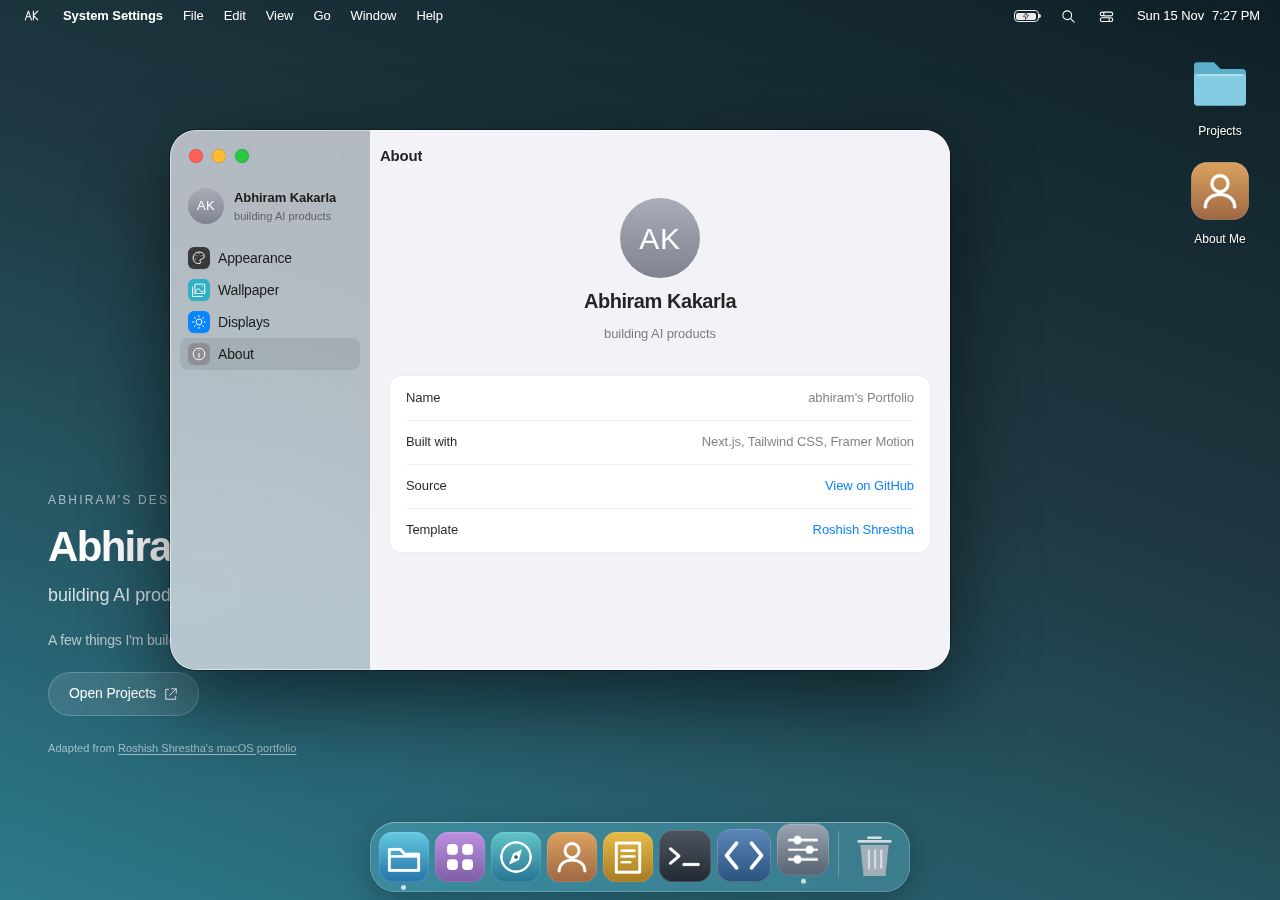 AK System Settings File Edit View Go Window Help Sun 15 Nov 7:27 PM
Projects
About Me
About
AK
Abhiram Kakarla
building AI products
Appearance
Wallpaper
Displays
About
AK
Abhiram Kakarla
building AI products
Name abhiram's Portfolio
Built with Next.js, Tailwind CSS, Framer Motion
Source View on GitHub
Template Roshish Shrestha
ABHIRAM'S DES
Abhira
building AI prod
A few things I'm buil
Open Projects
Adapted from Roshish Shrestha's macOS portfolio